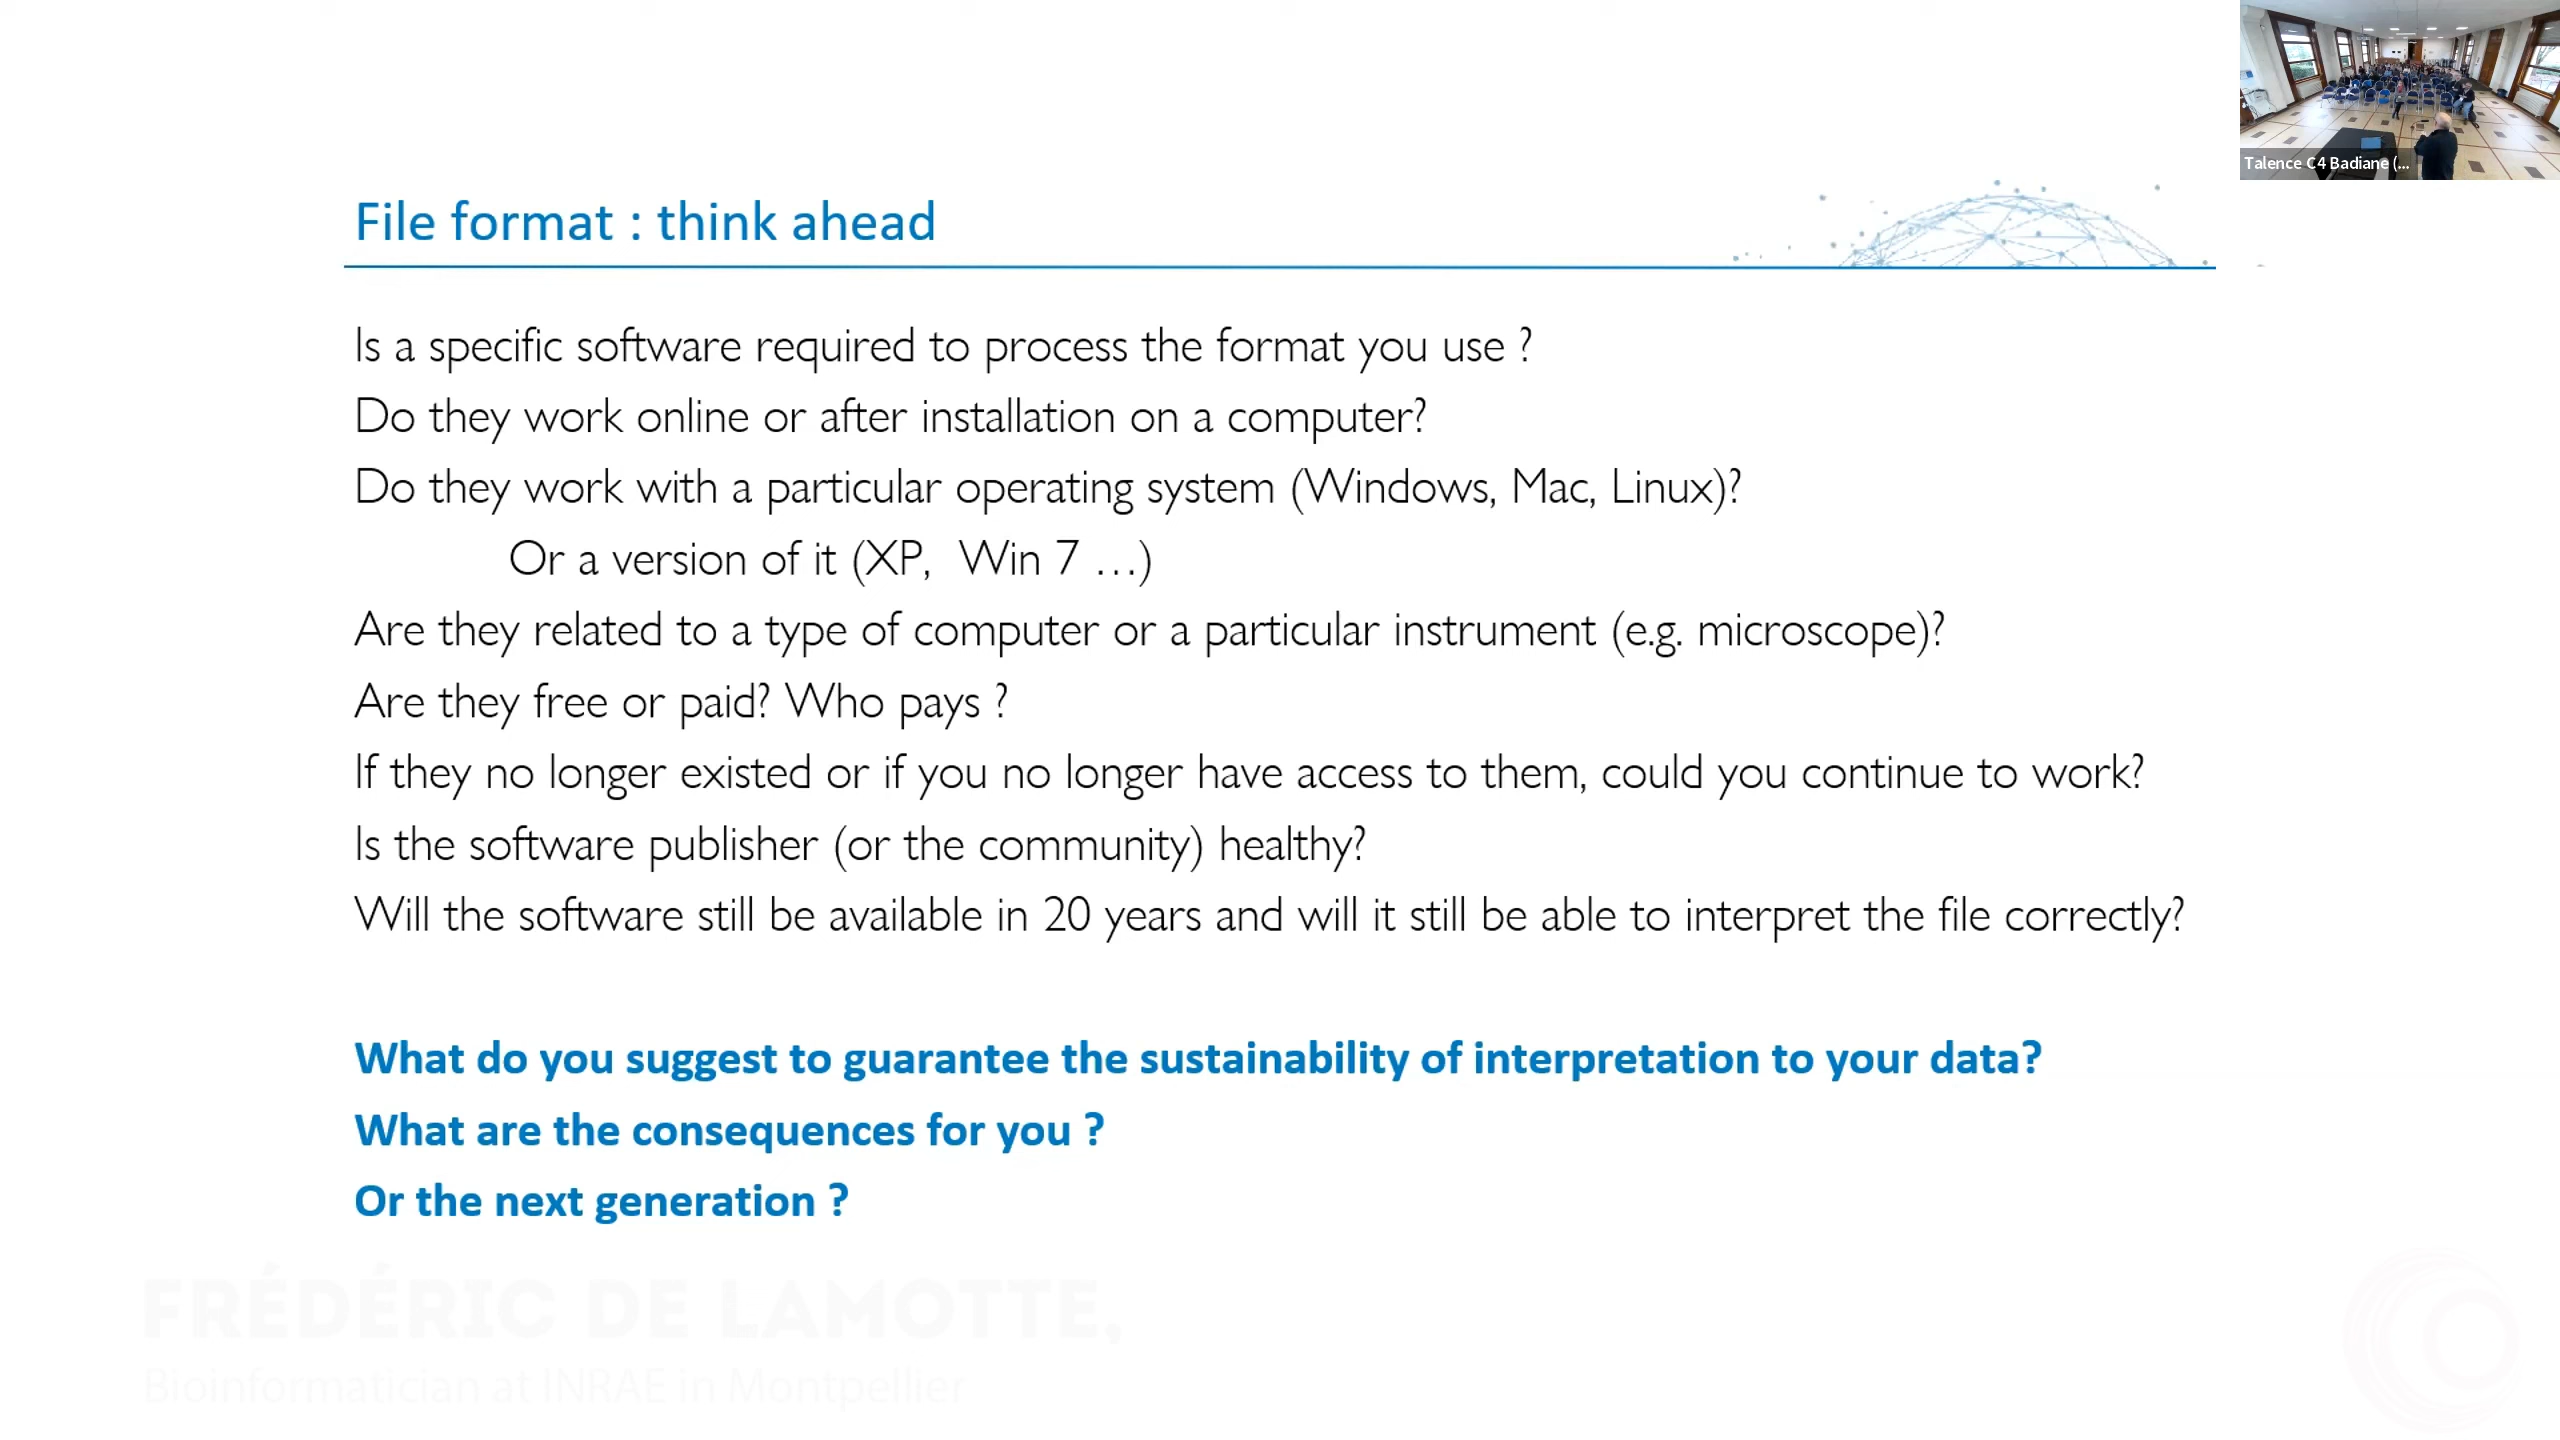 Talence C4 Badiane (...
File format : think ahead
Is a specific software required to process the format you use ?
Do they work online or after installation on a computer?
Do they work with a particular operating system (Windows, Mac, Linux)?
Or a version of it (XP, Win 7 ...)
Are they related to a type of computer or a particular instrument (e.g. microscope)?
Are they free or paid? Who pays ?
If they no longer existed or if you no longer have access to them, could you continue to work?
Is the software publisher (or the community) healthy?
Will the software still be available in 20 years and will it still be able to interpret the file correctly?
What do you suggest to guarantee the sustainability of interpretation to your data?
What are the consequences for you ?
Or the next generation ?
FRÉDÉRIC DE LAMOTTE,
Bioinformatician at INRAE in Montpellier